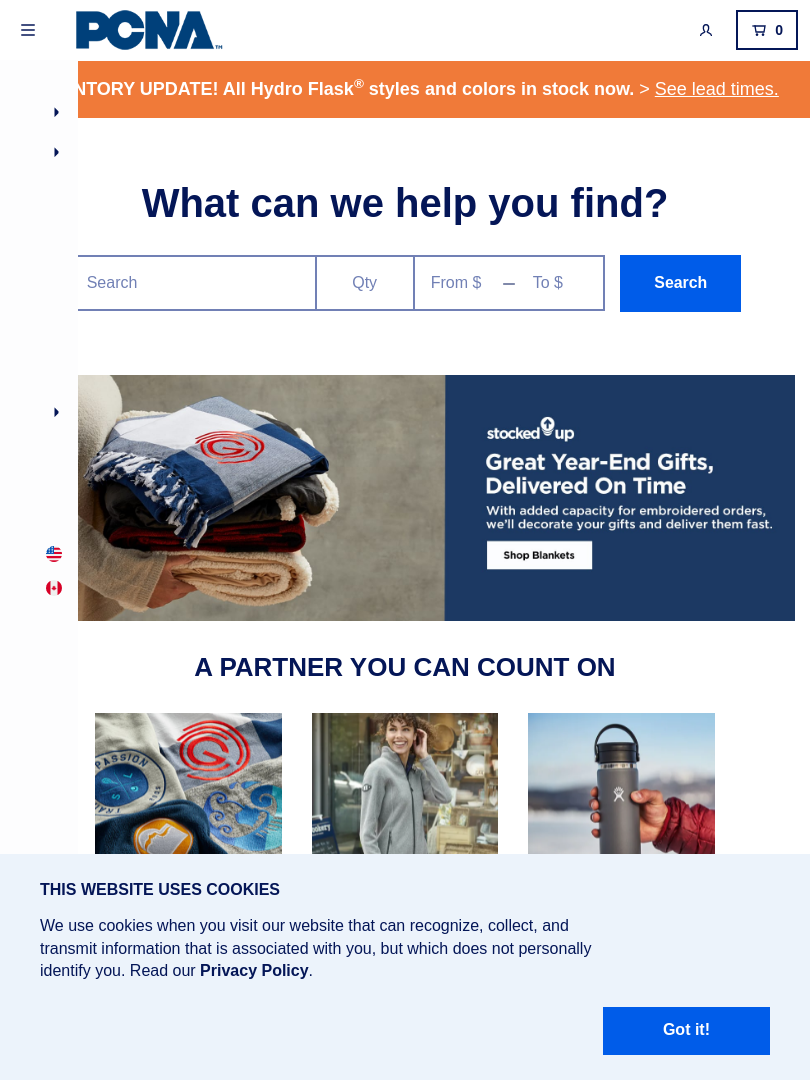 PCNA™
0
NTORY UPDATE! All Hydro Flask® styles and colors in stock now. > See lead times.
What can we help you find?
Search Qty From $ – To $ Search
stocked up
Great Year-End Gifts,
Delivered On Time
With added capacity for embroidered orders,
we'll decorate your gifts and deliver them fast.
Shop Blankets
A PARTNER YOU CAN COUNT ON
PASSION
THIS WEBSITE USES COOKIES
We use cookies when you visit our website that can recognize, collect, and
transmit information that is associated with you, but which does not personally
identify you. Read our Privacy Policy.
Got it!